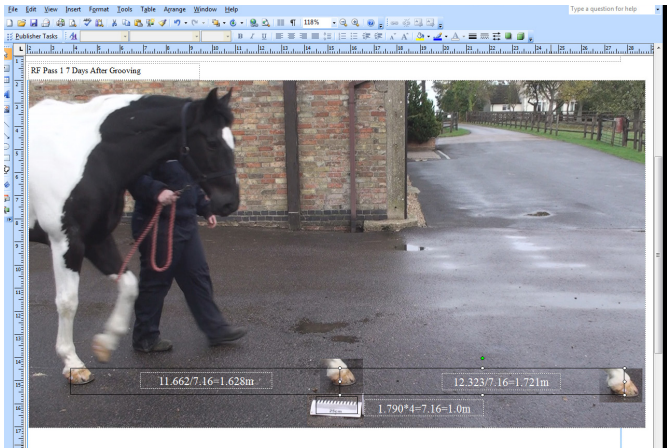 File Edit View Insert Format Tools Table Arrange Window Help
Type a question for help
118%
Publisher Tasks
RF Pass 1 7 Days After Grooving
11.662/7.16=1.628m
12.323/7.16=1.721m
1.790*4=7.16=1.0m